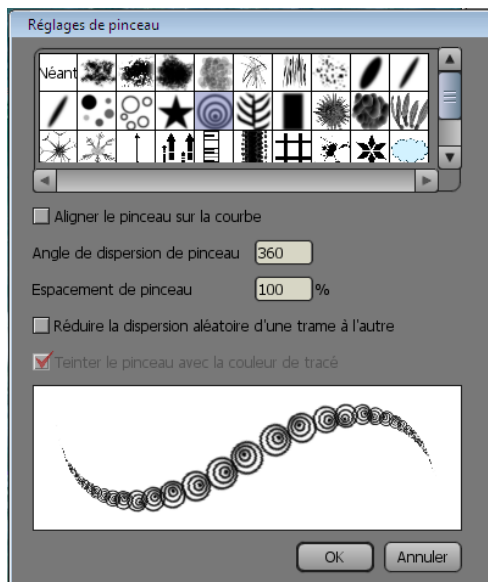 Réglages de pinceau
Néant
Aligner le pinceau sur la courbe
Angle de dispersion de pinceau 360
Espacement de pinceau 100 %
Réduire la dispersion aléatoire d'une trame à l'autre
Teinter le pinceau avec la couleur de tracé
OK Annuler